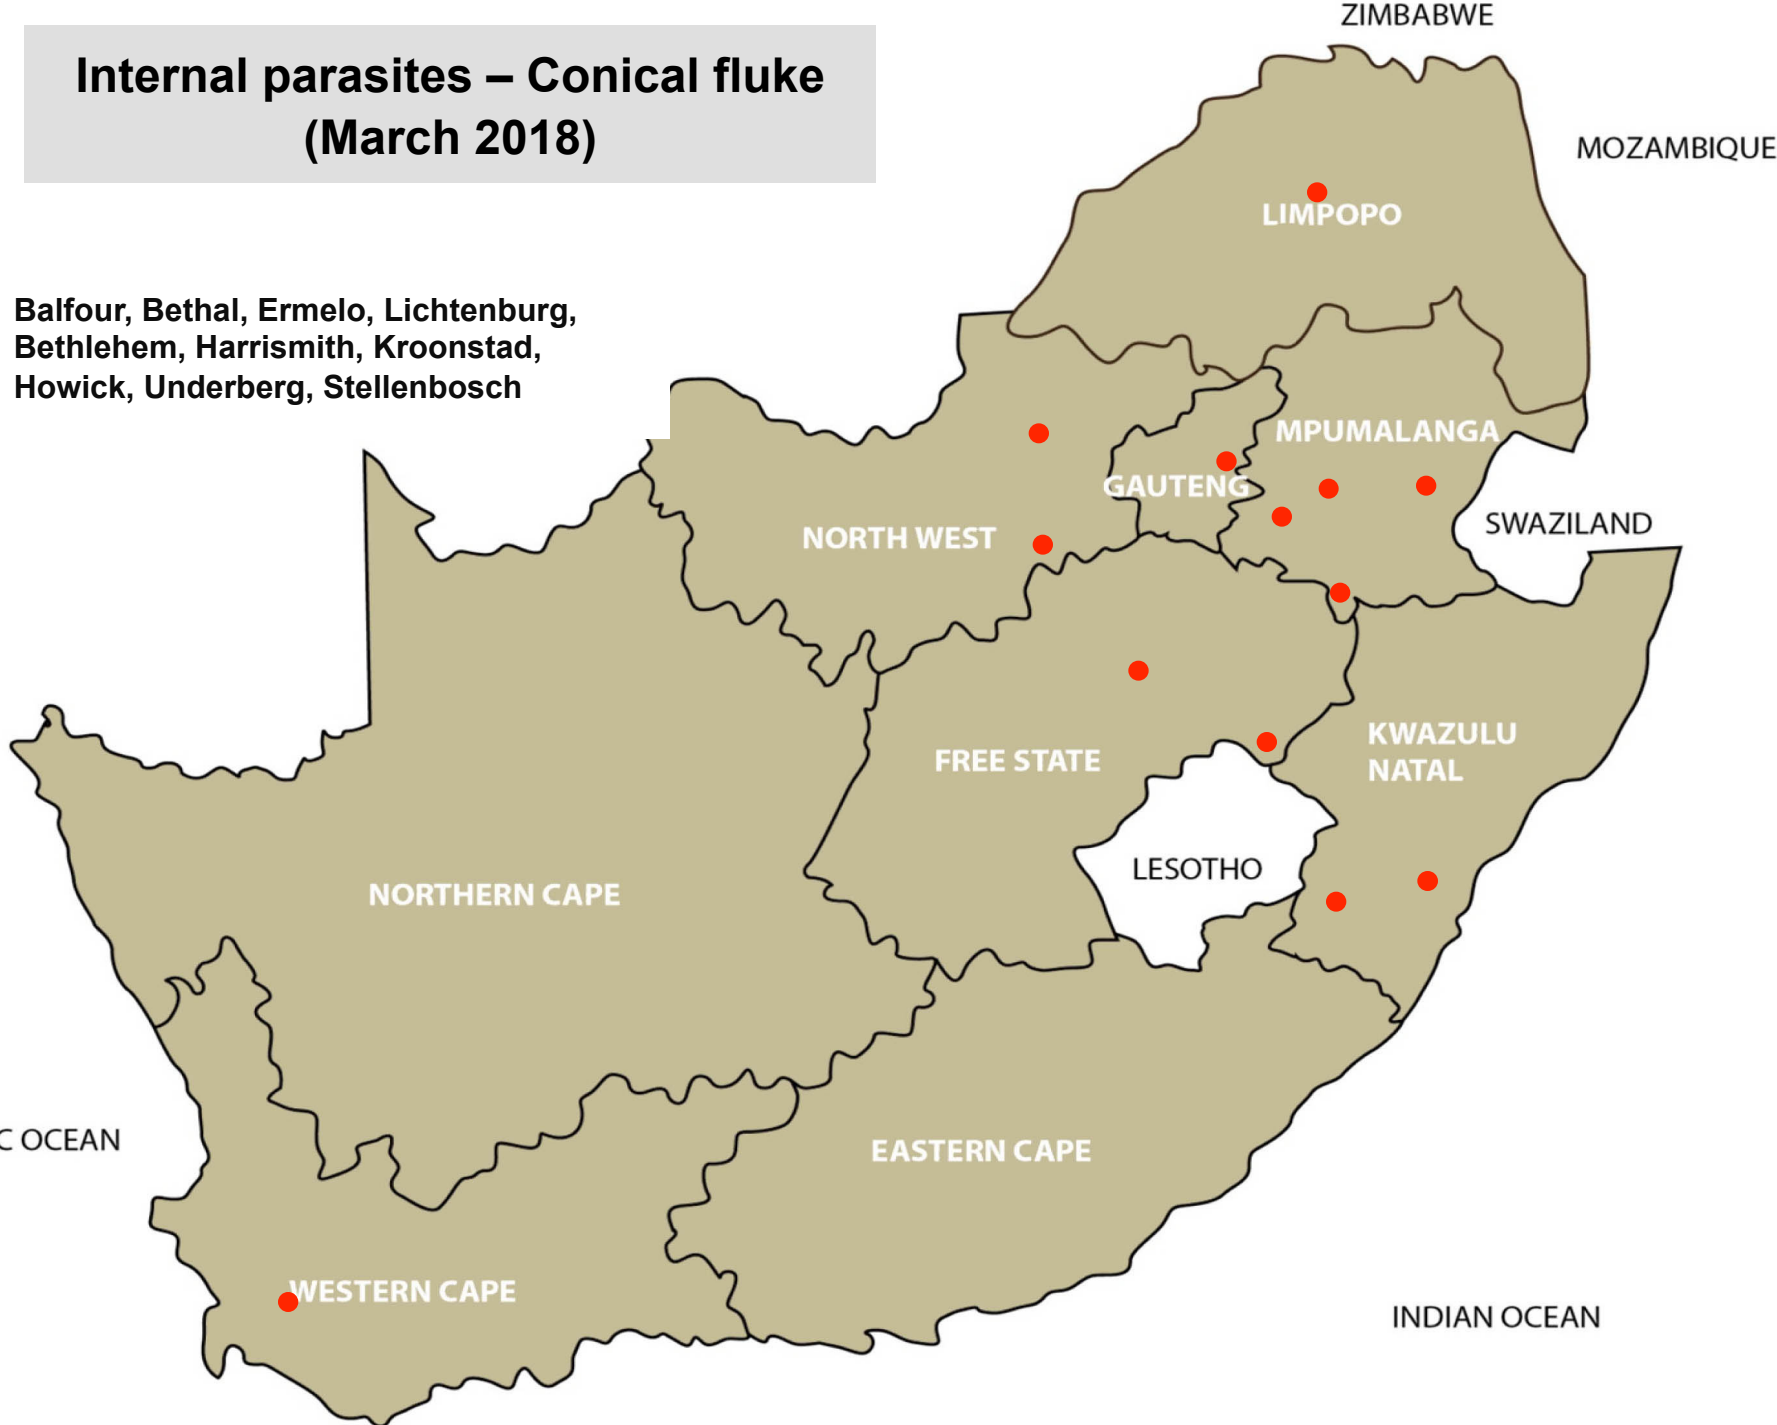 Internal parasites – Conical fluke
(March 2018)
ZIMBABWE
MOZAMBIQUE
LIMPOPO
Balfour, Bethal, Ermelo, Lichtenburg,
Bethlehem, Harrismith, Kroonstad,
Howick, Underberg, Stellenbosch
MPUMALANGA
GAUTENG
SWAZILAND
NORTH WEST
KWAZULU
NATAL
FREE STATE
LESOTHO
NORTHERN CAPE
C OCEAN
EASTERN CAPE
WESTERN CAPE
INDIAN OCEAN